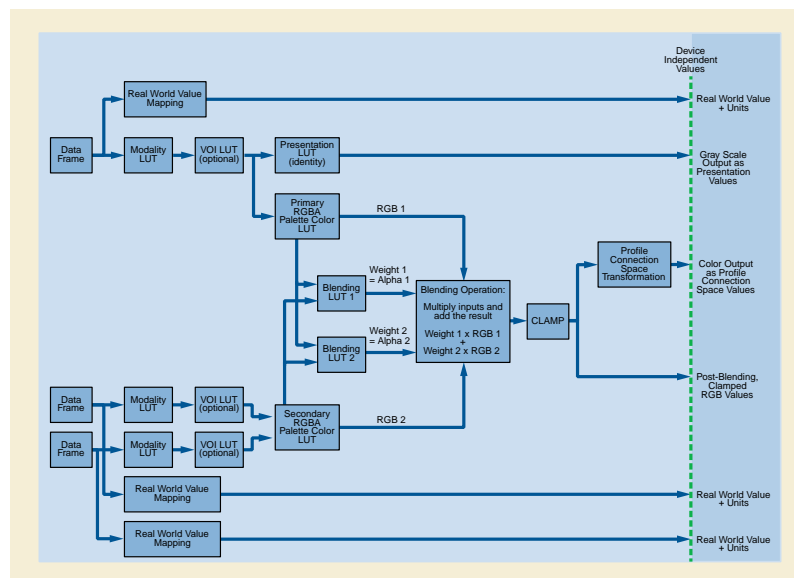 Device
Independent
Values
Real World Value
Mapping
Real World Value
+ Units
Data
Frame
Modality
LUT
VOI LUT
(optional)
Presentation
LUT
(identity)
Gray Scale
Output as
Presentation
Values
Primary
RGBA
Palette Color
LUT
RGB 1
Profile
Connection
Space
Transformation
Color Output
as Profile
Connection
Space Values
Blending
LUT 1
Weight 1
= Alpha 1
Blending Operation:
Multiply inputs and
add the result
Weight 1 x RGB 1
+
Weight 2 x RGB 2
CLAMP
Blending
LUT 2
Weight 2
= Alpha 2
Post-Blending,
Clamped
RGB Values
Data
Frame
Modality
LUT
VOI LUT
(optional)
Secondary
RGBA
Palette Color
LUT
RGB 2
Data
Frame
Modality
LUT
VOI LUT
(optional)
Real World Value
Mapping
Real World Value
+ Units
Real World Value
Mapping
Real World Value
+ Units